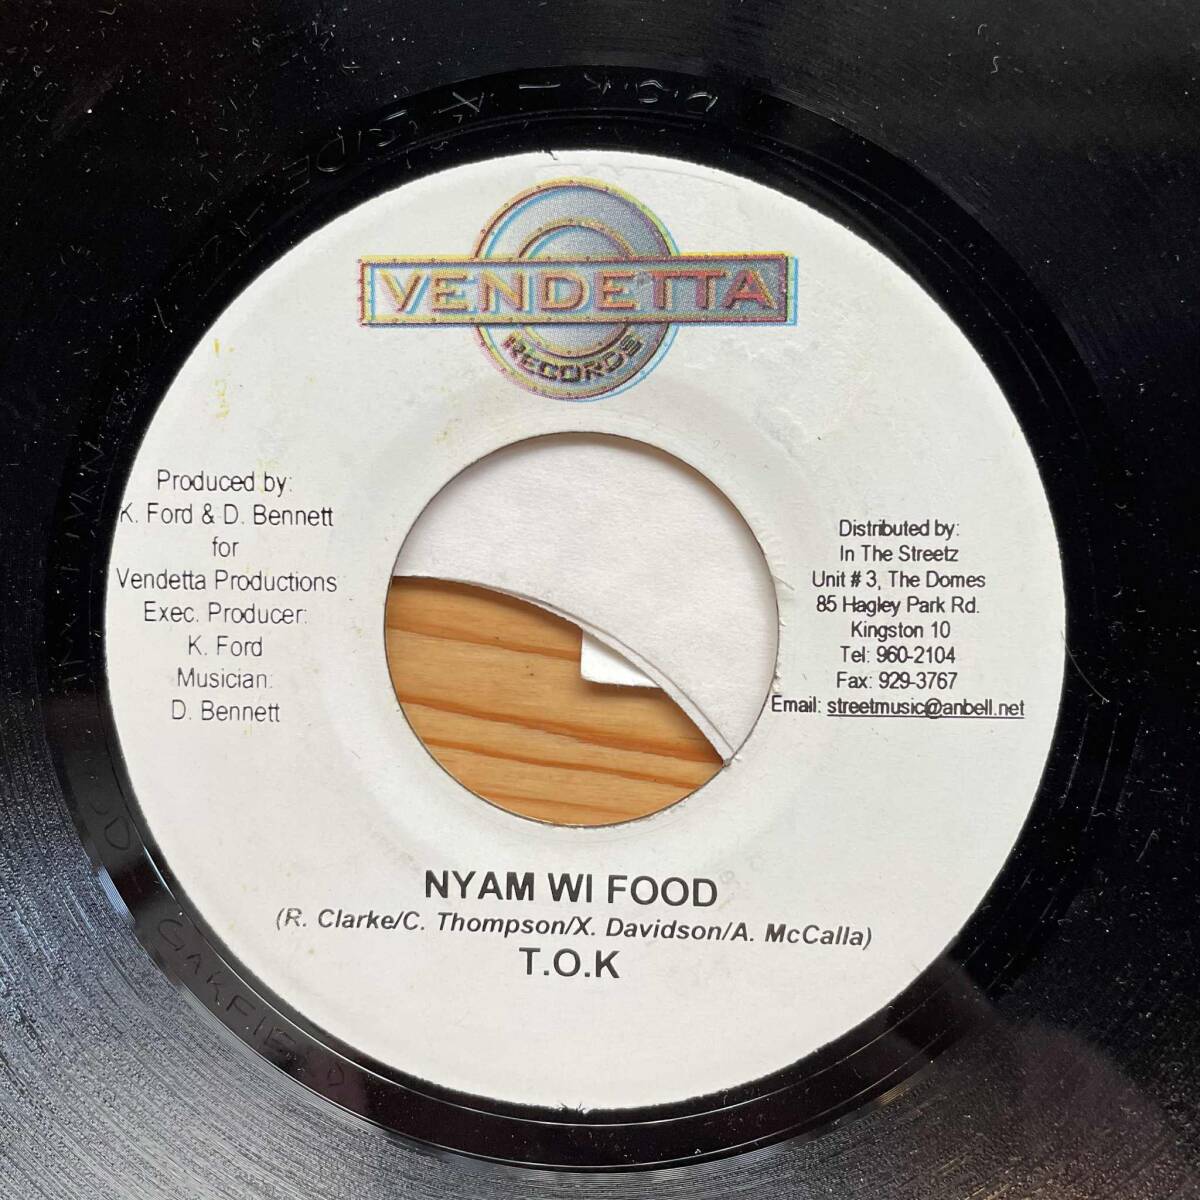 VENDETTA
RECORDS
Produced by:
K. Ford & D. Bennett
for
Vendetta Productions
Exec. Producer:
K. Ford
Musician:
D. Bennett
Distributed by:
In The Streetz
Unit # 3, The Domes
85 Hagley Park Rd.
Kingston 10
Tel: 960-2104
Fax: 929-3767
Email: streetmusic@anbell.net
NYAM WI FOOD
(R. Clarke/C. Thompson/X. Davidson/A. McCalla)
T.O.K